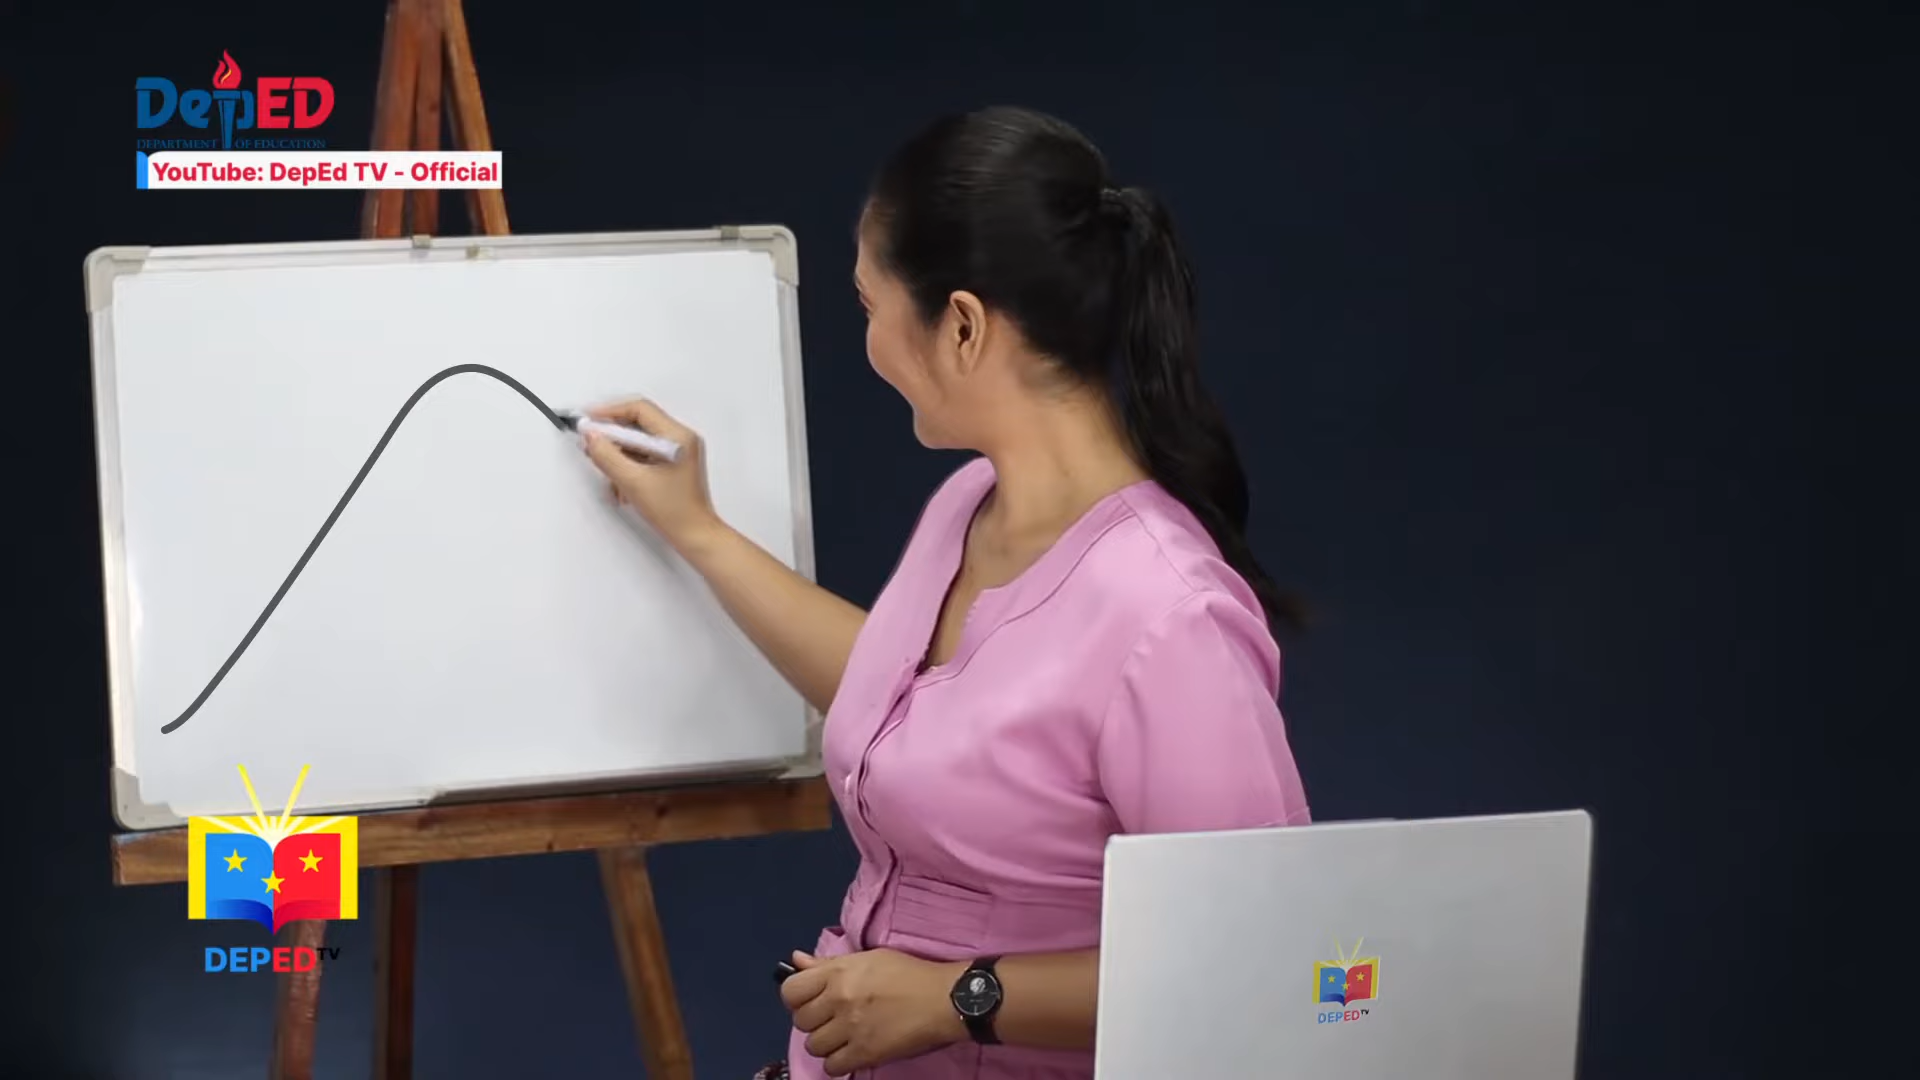 DepED
DEPARTMENT OF EDUCATION
YouTube: DepEd TV - Official
DEPED TV
DEPED TV